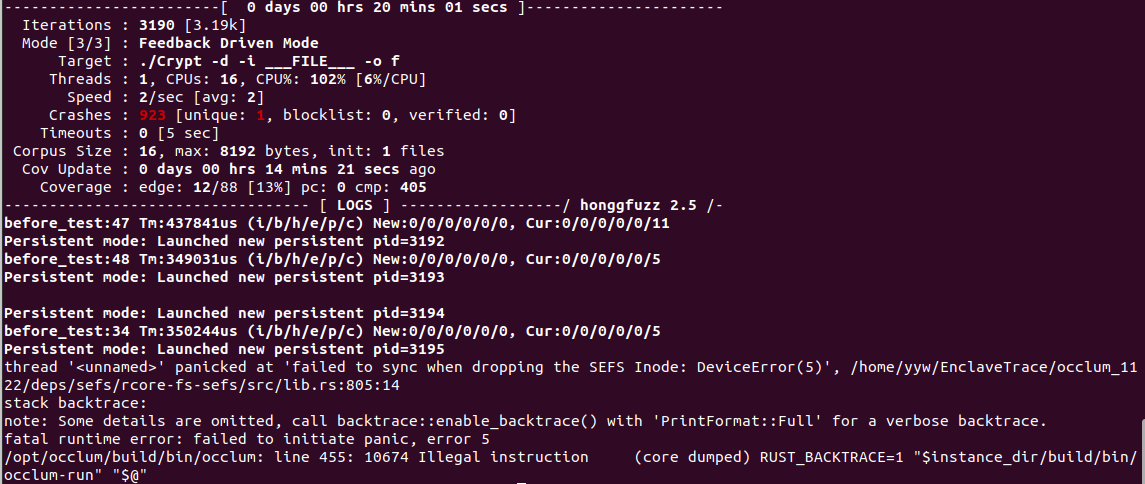 ------------------------[  0 days 00 hrs 20 mins 01 secs ]----------------------
  Iterations : 3190 [3.19k]
  Mode [3/3] : Feedback Driven Mode
      Target : ./Crypt -d -i ___FILE___ -o f
     Threads : 1, CPUs: 16, CPU%: 102% [6%/CPU]
       Speed : 2/sec [avg: 2]
     Crashes : 923 [unique: 1, blocklist: 0, verified: 0]
    Timeouts : 0 [5 sec]
 Corpus Size : 16, max: 8192 bytes, init: 1 files
  Cov Update : 0 days 00 hrs 14 mins 21 secs ago
    Coverage : edge: 12/88 [13%] pc: 0 cmp: 405
---------------------------------- [ LOGS ] ------------------/ honggfuzz 2.5 /-
before_test:47 Tm:437841us (i/b/h/e/p/c) New:0/0/0/0/0/0, Cur:0/0/0/0/0/11
Persistent mode: Launched new persistent pid=3192
before_test:48 Tm:349031us (i/b/h/e/p/c) New:0/0/0/0/0/0, Cur:0/0/0/0/0/5
Persistent mode: Launched new persistent pid=3193

Persistent mode: Launched new persistent pid=3194
before_test:34 Tm:350244us (i/b/h/e/p/c) New:0/0/0/0/0/0, Cur:0/0/0/0/0/5
Persistent mode: Launched new persistent pid=3195
thread '<unnamed>' panicked at 'failed to sync when dropping the SEFS Inode: DeviceError(5)', /home/yyw/EnclaveTrace/occlum_11
22/deps/sefs/rcore-fs-sefs/src/lib.rs:805:14
stack backtrace:
note: Some details are omitted, call backtrace::enable_backtrace() with 'PrintFormat::Full' for a verbose backtrace.
fatal runtime error: failed to initiate panic, error 5
/opt/occlum/build/bin/occlum: line 455: 10674 Illegal instruction     (core dumped) RUST_BACKTRACE=1 "$instance_dir/build/bin/
occlum-run" "$@"